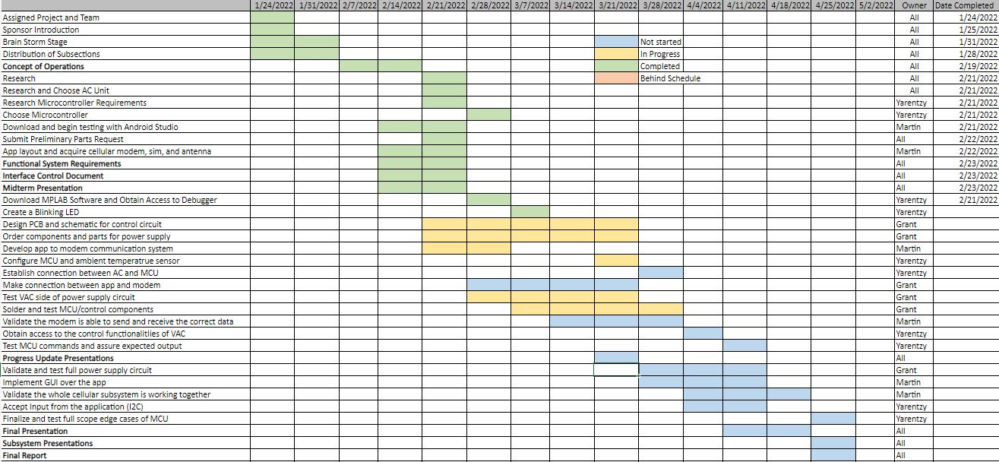 1/24/2022 1/31/2022 2/7/2022 2/14/2022 2/21/2022 2/28/2022 3/7/2022 3/14/2022 3/21/2022 3/28/2022 4/4/2022 4/11/2022 4/18/2022 4/25/2022 5/2/2022 Owner Date Completed
Assigned Project and Team All 1/24/2022
Sponsor Introduction All 1/25/2022
Brain Storm Stage Not started All 1/31/2022
Distribution of Subsections In Progress All 1/28/2022
Concept of Operations Completed All 2/19/2022
Research Behind Schedule All 2/21/2022
Research and Choose AC Unit All 2/21/2022
Research Microcontroller Requirements Yarentzy 2/21/2022
Choose Microcontroller Yarentzy 2/21/2022
Download and begin testing with Android Studio Martin 2/21/2022
Submit Preliminary Parts Request All 2/22/2022
App layout and acquire cellular modem, sim, and antenna Martin 2/22/2022
Functional System Requirements All 2/23/2022
Interface Control Document All 2/23/2022
Midterm Presentation All 2/23/2022
Download MPLAB Software and Obtain Access to Debugger Yarentzy 2/21/2022
Create a Blinking LED Yarentzy
Design PCB and schematic for control circuit Grant
Order components and parts for power supply Grant
Develop app to modem communication system Martin
Configure MCU and ambient temperatrue sensor Yarentzy
Establish connection between AC and MCU Yarentzy
Make connection between app and modem Grant
Test VAC side of power supply circuit Grant
Solder and test MCU/control components Grant
Validate the modem is able to send and receive the correct data Martin
Obtain access to the control functionalitlies of VAC Yarentzy
Test MCU commands and assure expected output Yarentzy
Progress Update Presentations All
Validate and test full power supply circuit Grant
Implement GUI over the app Martin
Validate the whole cellular subsystem is working together Martin
Accept Input from the application (I2C) Yarentzy
Finalize and test full scope edge cases of MCU Yarentzy
Final Presentation All
Subsystem Presentations All
Final Report All